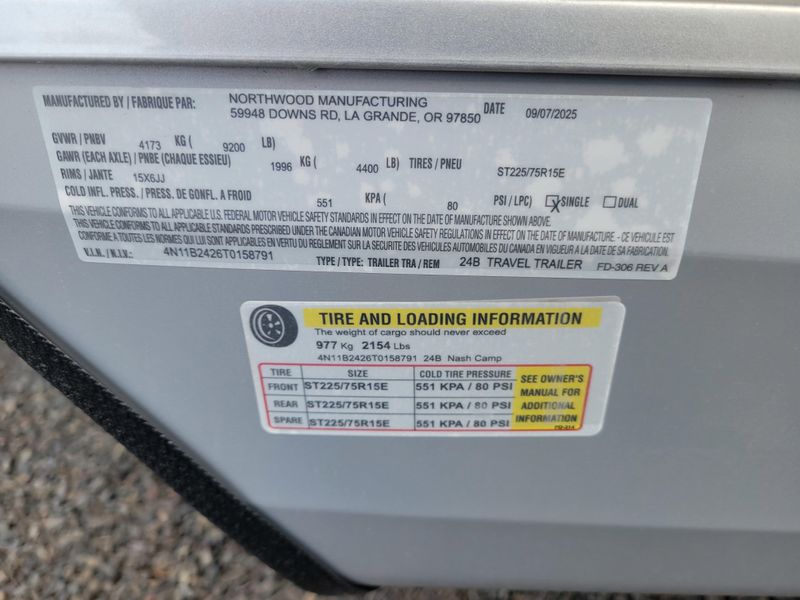 MANUFACTURED BY / FABRIQUE PAR: NORTHWOOD MANUFACTURING DATE 09/07/2025
59948 DOWNS RD, LA GRANDE, OR 97850
GVWR / PNBV 4173 KG ( 9200 LB)
GAWR (EACH AXLE) / PNBE (CHAQUE ESSIEU) 1996 KG ( 4400 LB) TIRES / PNEU ST225/75R15E
RIMS / JANTE 15X6JJ
COLD INFL. PRESS. / PRESS. DE GONFL. A FROID 551 KPA ( 80 PSI / LPC) X SINGLE DUAL
THIS VEHICLE CONFORMS TO ALL APPLICABLE U.S. FEDERAL MOTOR VEHICLE SAFETY STANDARDS IN EFFECT ON THE DATE OF MANUFACTURE SHOWN ABOVE.
THIS VEHICLE CONFORMS TO ALL APPLICABLE STANDARDS PRESCRIBED UNDER THE CANADIAN MOTOR VEHICLE SAFETY REGULATIONS IN EFFECT ON THE DATE OF MANUFACTURE - CE VEHICULE EST
CONFORME A TOUTES LES NORMES QUI LUI SONT APPLICABLES EN VERTU DU REGLEMENT SUR LA SECURITE DES VEHICULES AUTOMOBILES DU CANADA EN VIGUEUR A LA DATE DE SA FABRICATION.
V.I.N. / N.I.V. 4N11B2426T0158791 TYPE / TYPE: TRAILER TRA / REM 24B TRAVEL TRAILER FD-306 REV A
TIRE AND LOADING INFORMATION
The weight of cargo should never exceed
977 Kg 2154 Lbs
4N11B2426T0158791 24B Nash Camp
TIRE SIZE COLD TIRE PRESSURE
FRONT ST225/75R15E 551 KPA / 80 PSI
REAR ST225/75R15E 551 KPA / 80 PSI
SPARE ST225/75R15E 551 KPA / 80 PSI
SEE OWNER'S
MANUAL FOR
ADDITIONAL
INFORMATION